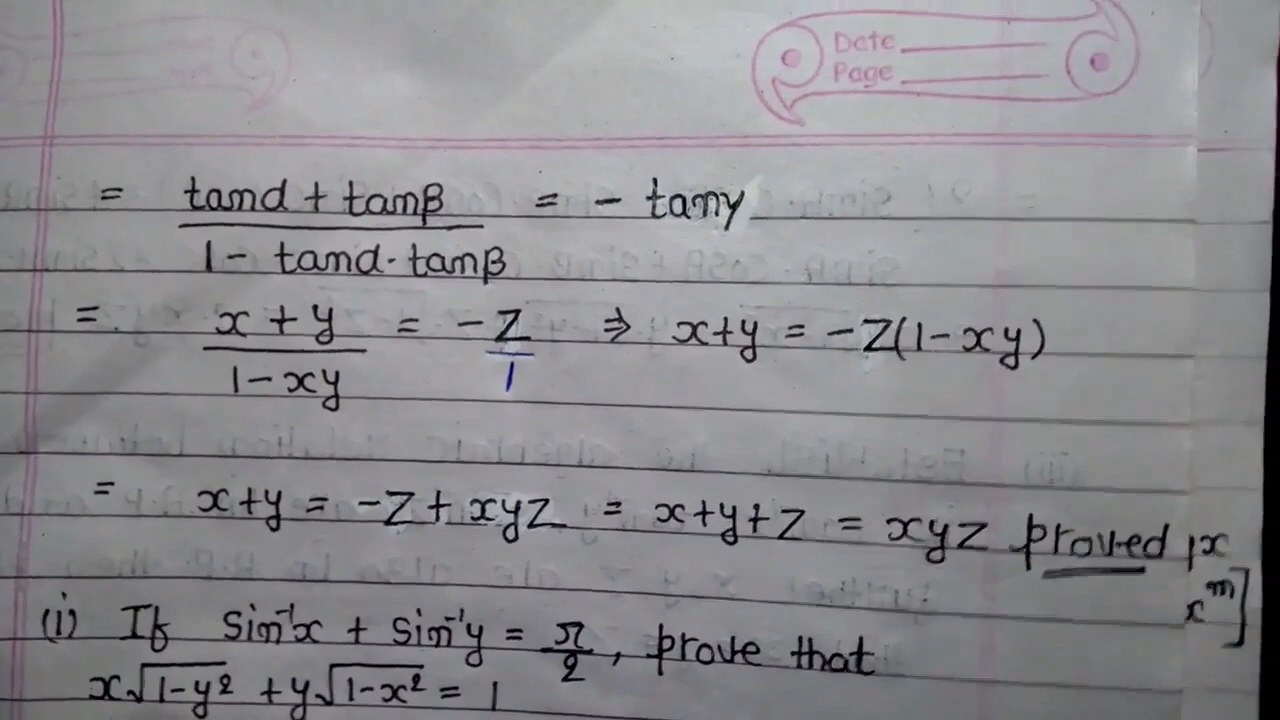 Date
Page
= tanα + tanβ / 1 - tanα·tanβ = - tanγ
= x + y / 1 - xy = -z / 1 ⇒ x+y = -z(1-xy)
= x+y = -z + xyz = x+y+z = xyz proved , x
x^m]
(i) If Sin⁻¹x + Sin⁻¹y = π/2, prove that
x√1-y² + y√1-x² = 1